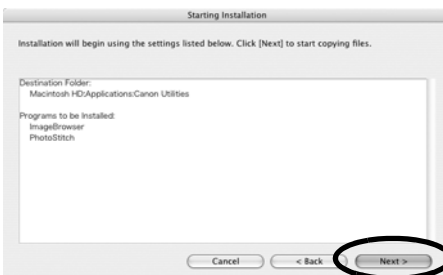 Starting Installation
Installation will begin using the settings listed below. Click [Next] to start copying files.
Destination Folder:
Macintosh HD:Applications:Canon Utilities
Programs to be Installed:
ImageBrowser
PhotoStitch
Cancel
< Back
Next >